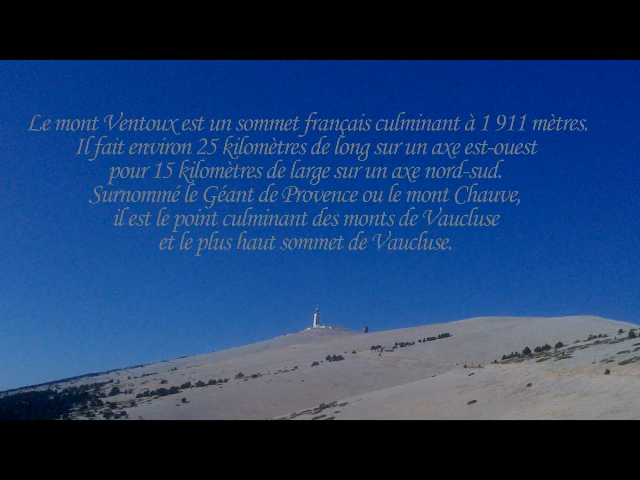 Le mont Ventoux est un sommet français culminant à 1 911 mètres.
Il fait environ 25 kilomètres de long sur un axe est-ouest
pour 15 kilomètres de large sur un axe nord-sud.
Surnommé le Géant de Provence ou le mont Chauve,
il est le point culminant des monts de Vaucluse
et le plus haut sommet de Vaucluse.